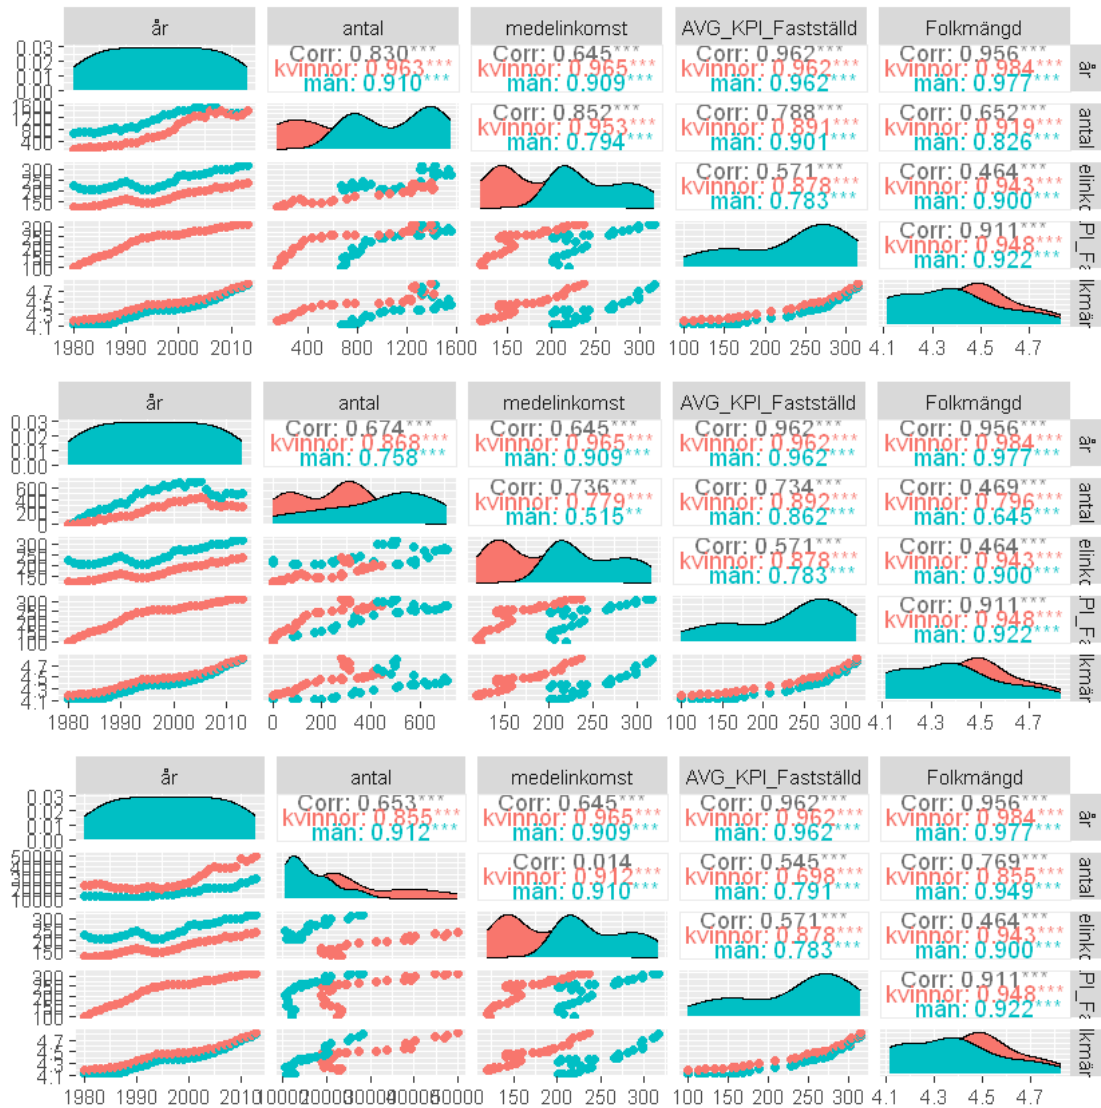 år antal medelinkomst AVG_KPI_Fastställd Folkmängd
0.03 0.02 0.01 0.00 Corr: 0.830*** Corr: 0.645*** Corr: 0.962*** Corr: 0.956*** år
kvinnor: 0.963*** kvinnor: 0.965*** kvinnor: 0.962*** kvinnor: 0.984***
män: 0.910*** män: 0.909*** män: 0.962*** män: 0.977***
1600 1200 800 400 Corr: 0.852*** Corr: 0.788*** Corr: 0.652*** antal
kvinnor: 0.953*** kvinnor: 0.891*** kvinnor: 0.919***
män: 0.794*** män: 0.901*** män: 0.826***
300 250 200 150 Corr: 0.571*** Corr: 0.464*** elinkc
kvinnor: 0.878*** kvinnor: 0.943***
män: 0.783*** män: 0.900***
300 250 200 150 100 Corr: 0.911*** PI_Fa
kvinnor: 0.948***
män: 0.922***
4.7 4.5 4.3 4.1 lkmän
1980 1990 2000 2010 400 800 1200 1600 150 200 250 300 100 150 200 250 300 4.1 4.3 4.5 4.7
år antal medelinkomst AVG_KPI_Fastställd Folkmängd
0.03 0.02 0.01 0.00 Corr: 0.674*** Corr: 0.645*** Corr: 0.962*** Corr: 0.956*** år
kvinnor: 0.868*** kvinnor: 0.965*** kvinnor: 0.962*** kvinnor: 0.984***
män: 0.758*** män: 0.909*** män: 0.962*** män: 0.977***
600 400 200 0 Corr: 0.736*** Corr: 0.734*** Corr: 0.469*** antal
kvinnor: 0.779*** kvinnor: 0.892*** kvinnor: 0.796***
män: 0.515** män: 0.862*** män: 0.645***
300 250 200 150 Corr: 0.571*** Corr: 0.464*** elinkc
kvinnor: 0.878*** kvinnor: 0.943***
män: 0.783*** män: 0.900***
300 250 200 150 100 Corr: 0.911*** PI_Fa
kvinnor: 0.948***
män: 0.922***
4.7 4.5 4.3 4.1 lkmän
1980 1990 2000 2010 0 200 400 600 150 200 250 300 100 150 200 250 300 4.1 4.3 4.5 4.7
år antal medelinkomst AVG_KPI_Fastställd Folkmängd
0.03 0.02 0.01 0.00 Corr: 0.653*** Corr: 0.645*** Corr: 0.962*** Corr: 0.956*** år
kvinnor: 0.855*** kvinnor: 0.965*** kvinnor: 0.962*** kvinnor: 0.984***
män: 0.912*** män: 0.909*** män: 0.962*** män: 0.977***
50000 40000 30000 20000 10000 Corr: 0.014 Corr: 0.545*** Corr: 0.769*** antal
kvinnor: 0.912*** kvinnor: 0.698*** kvinnor: 0.855***
män: 0.910*** män: 0.791*** män: 0.949***
300 250 200 150 Corr: 0.571*** Corr: 0.464*** elinkc
kvinnor: 0.878*** kvinnor: 0.943***
män: 0.783*** män: 0.900***
300 250 200 150 100 Corr: 0.911*** PI_Fa
kvinnor: 0.948***
män: 0.922***
4.7 4.5 4.3 4.1 lkmän
1980 1990 2000 2010 10000 20000 30000 40000 50000 150 200 250 300 100 150 200 250 300 4.1 4.3 4.5 4.7